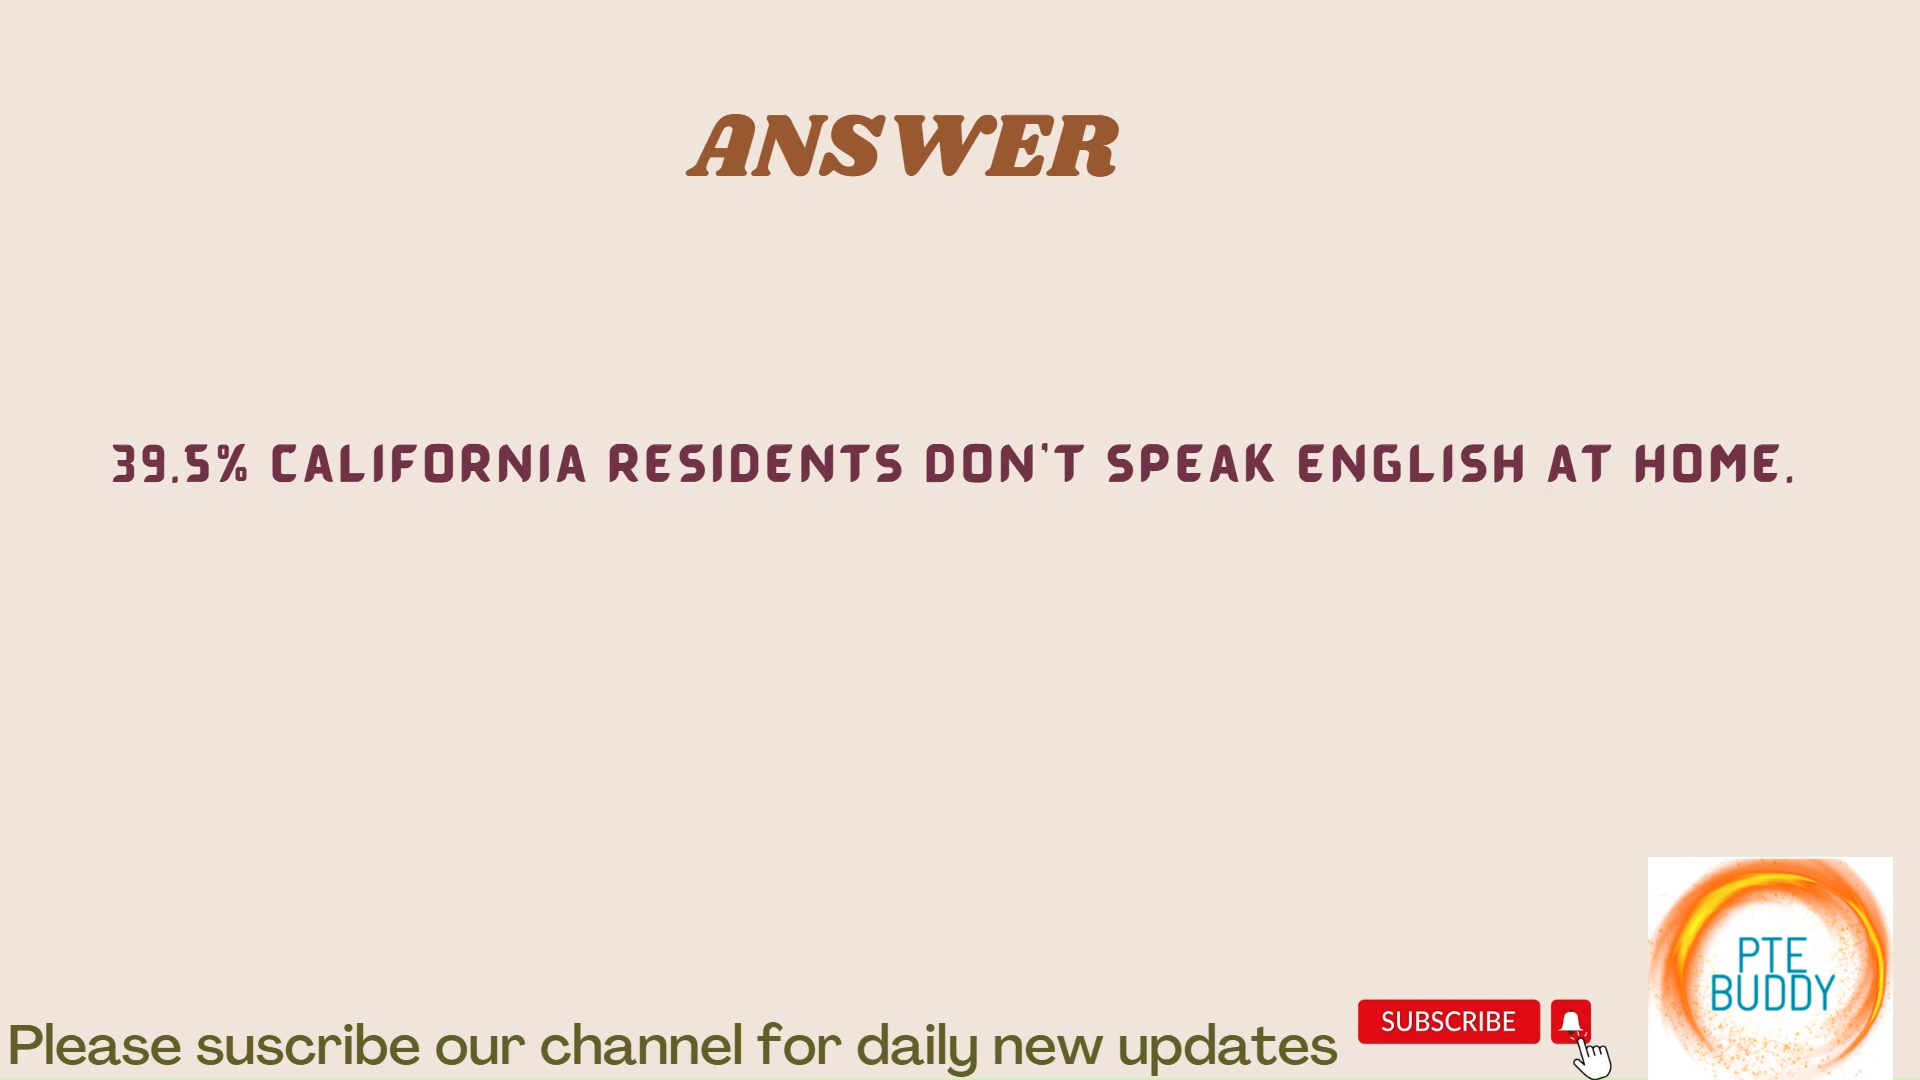 ANSWER
39.5% CALIFORNIA RESIDENTS DON'T SPEAK ENGLISH AT HOME.
PTE
BUDDY
SUBSCRIBE
Please suscribe our channel for daily new updates